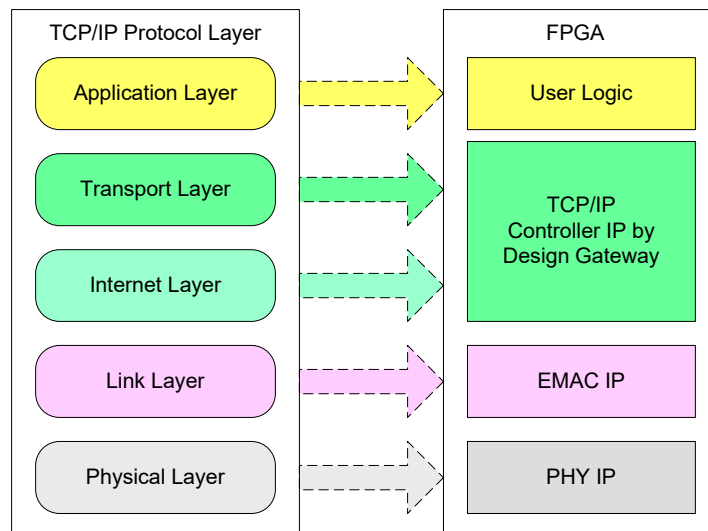 TCP/IP Protocol Layer
FPGA
Application Layer
User Logic
Transport Layer
TCP/IP
Controller IP by
Design Gateway
Internet Layer
Link Layer
EMAC IP
Physical Layer
PHY IP